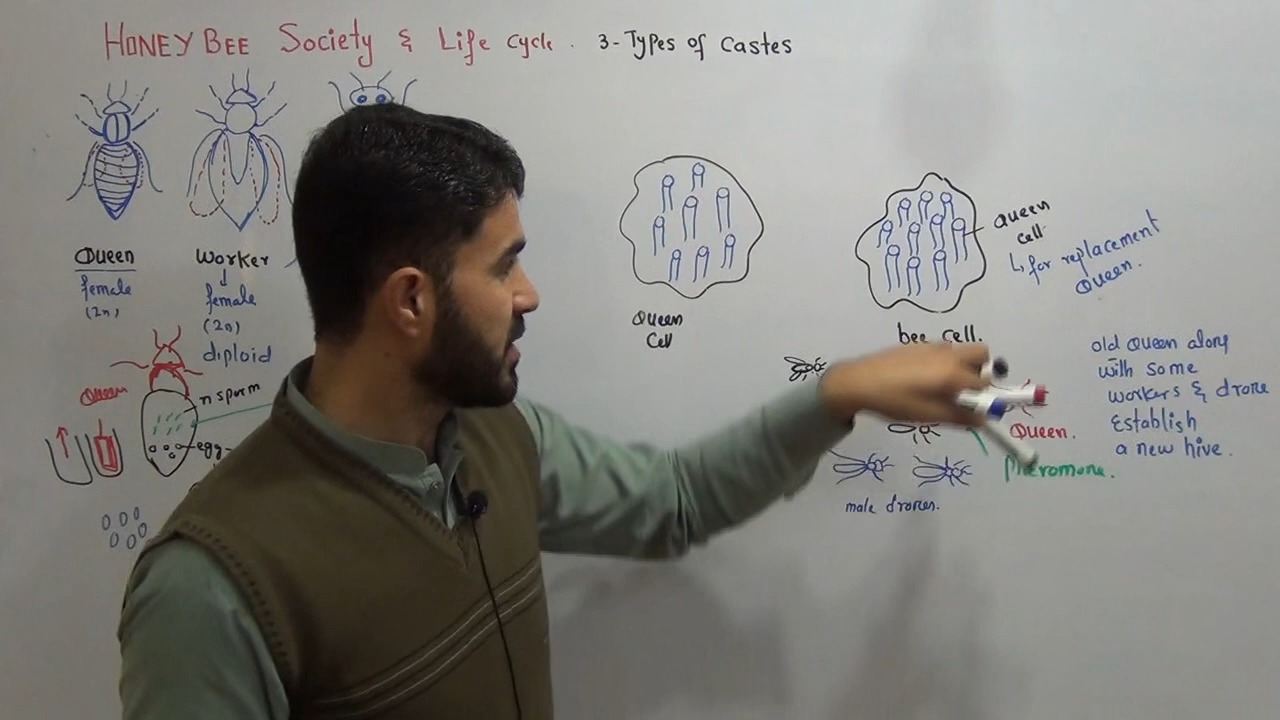 HONEY BEE Society & Life Cycle. 3-Types of Castes
Queen
female
(2n)
Worker
female
(2n)
diploid
Queen
n sperm
egg
Queen
Cell
Queen
cell
for replacement
Queen.
bee cell.
Queen.
Pheromone.
male drones.
old Queen along
with some
workers & drone
Establish
a new hive.